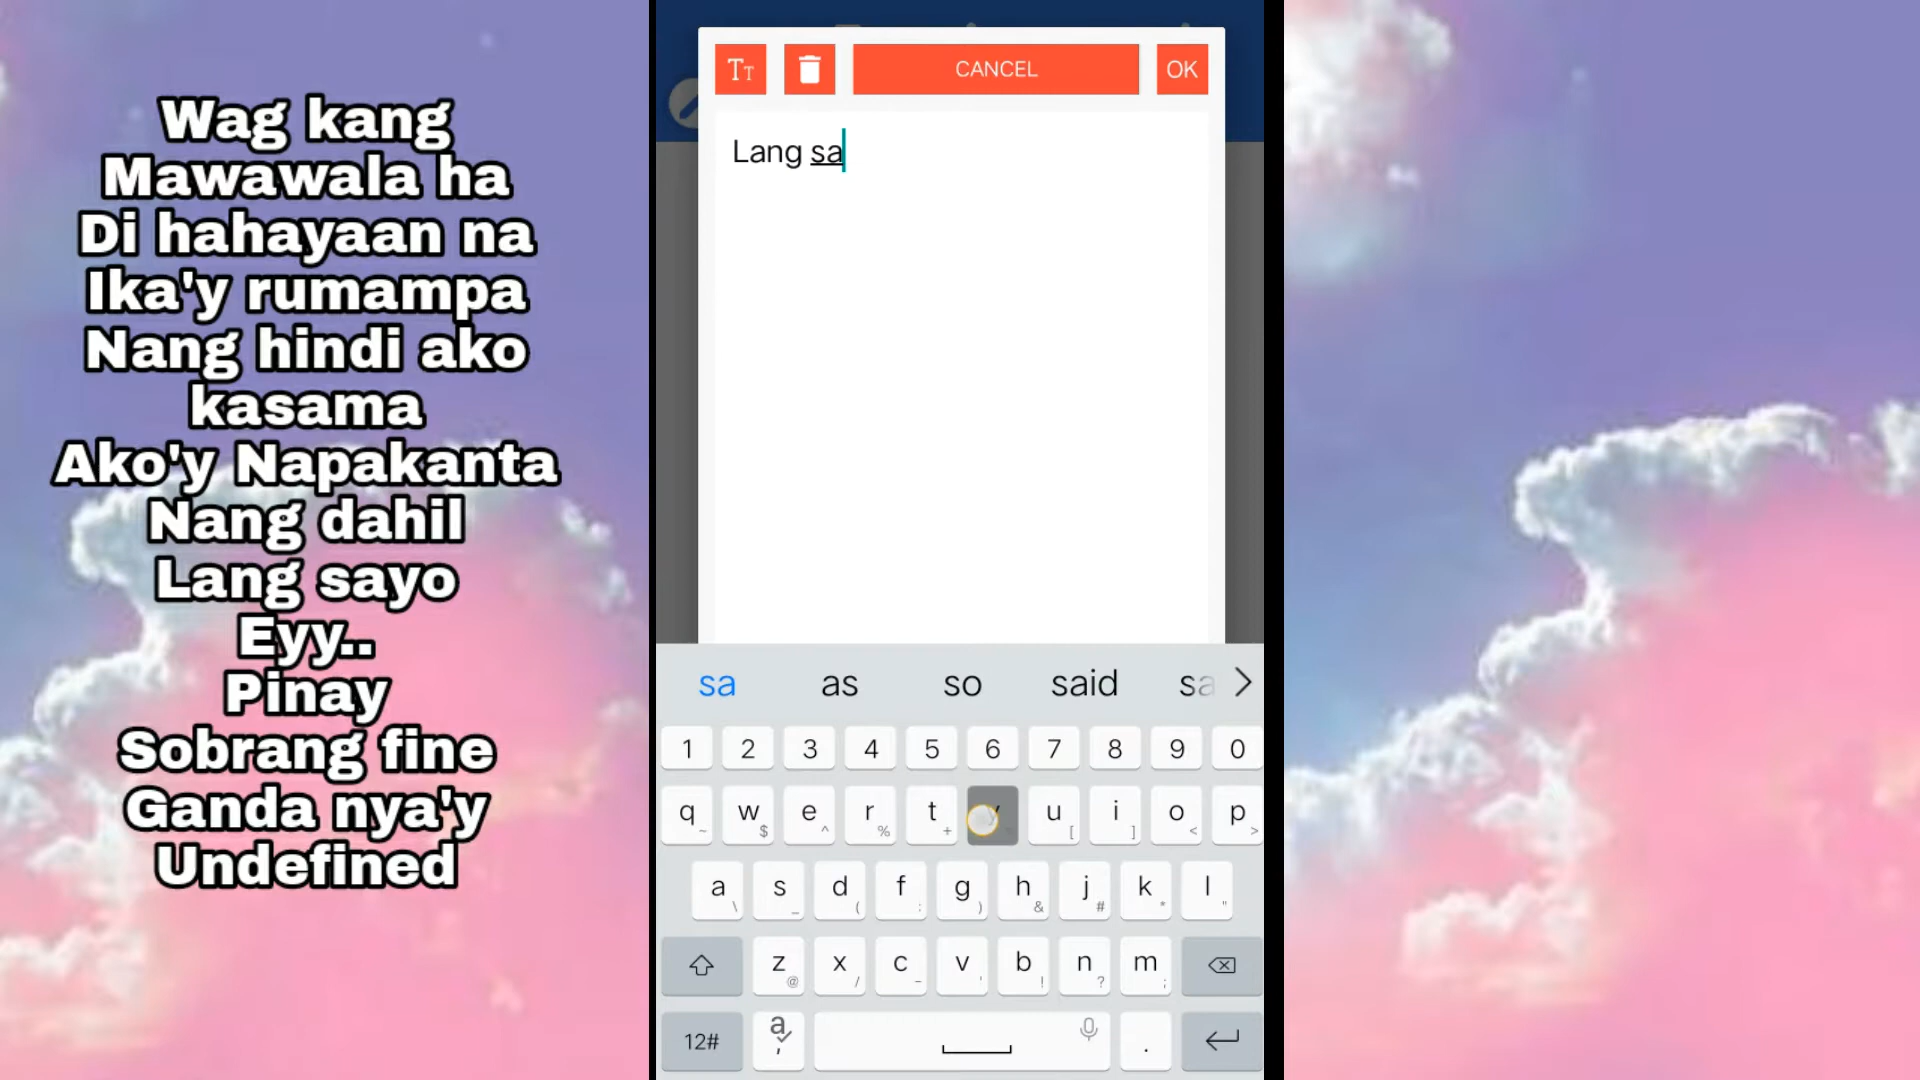 Wag kang
Mawawala ha
Di hahayaan na
Ika'y rumampa
Nang hindi ako
kasama
Ako'y Napakanta
Nang dahil
Lang sayo
Eyy..
Pinay
Sobrang fine
Ganda nya'y
Undefined
TT CANCEL OK
Lang sa
sa as so said
1 2 3 4 5 6 7 8 9 0
q w e r t y u i o p
~ $ ^ % + [ ] < >
a s d f g h j k l
\ _ ( : ) & # * "
z x c v b n m
@ / - ' ! ? ;
12# a , .